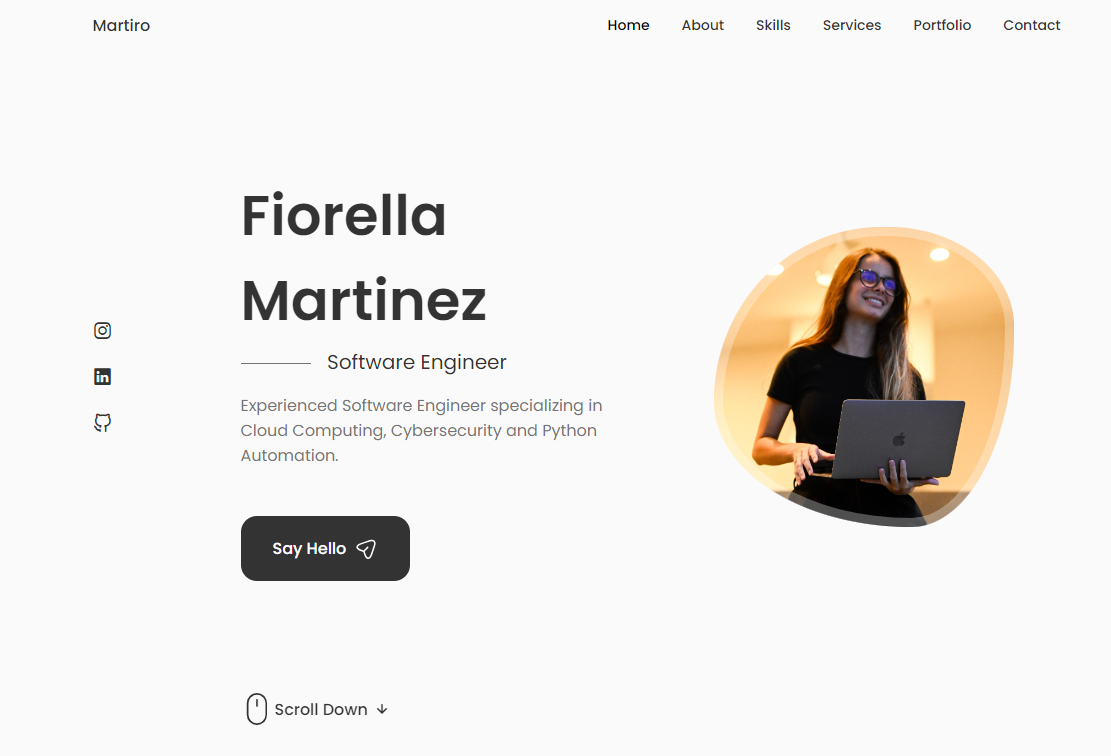 Martiro
Home About Skills Services Portfolio Contact
Fiorella
Martinez
Software Engineer
Experienced Software Engineer specializing in
Cloud Computing, Cybersecurity and Python
Automation.
Say Hello
Scroll Down